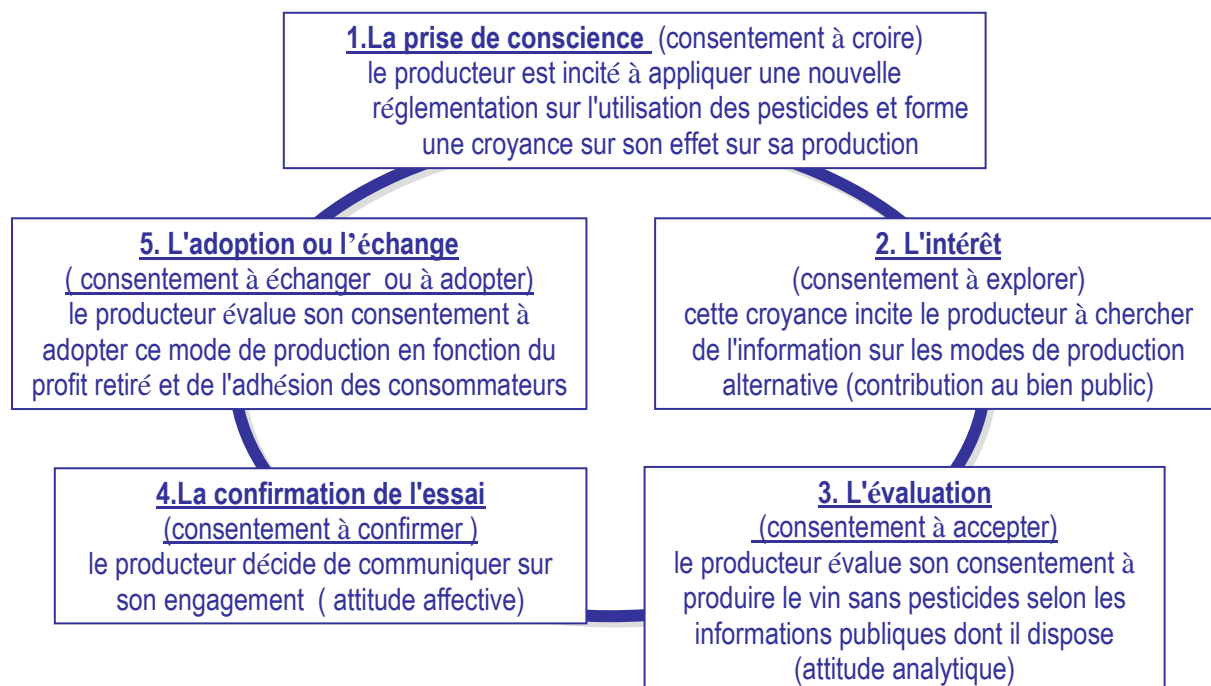 1.La prise de conscience (consentement à croire)
le producteur est incité à appliquer une nouvelle
réglementation sur l'utilisation des pesticides et forme
une croyance sur son effet sur sa production
2. L'intérêt
(consentement à explorer)
cette croyance incite le producteur à chercher
de l'information sur les modes de production
alternative (contribution au bien public)
3. L'évaluation
(consentement à accepter)
le producteur évalue son consentement à
produire le vin sans pesticides selon les
informations publiques dont il dispose
(attitude analytique)
4.La confirmation de l'essai
(consentement à confirmer )
le producteur décide de communiquer sur
son engagement ( attitude affective)
5. L'adoption ou l’échange
( consentement à échanger ou à adopter)
le producteur évalue son consentement à
adopter ce mode de production en fonction du
profit retiré et de l'adhésion des consommateurs